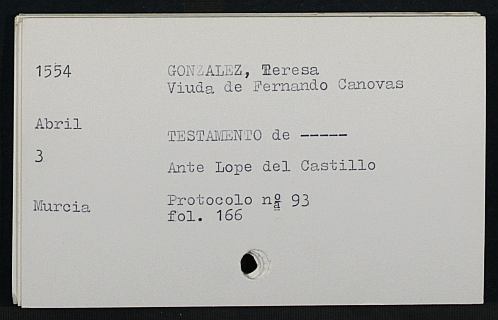 1554 GONZALEZ, Teresa
Viuda de Fernando Canovas
Abril
TESTAMENTO de -----
3
Ante Lope del Castillo
Murcia Protocolo nº 93
fol. 166